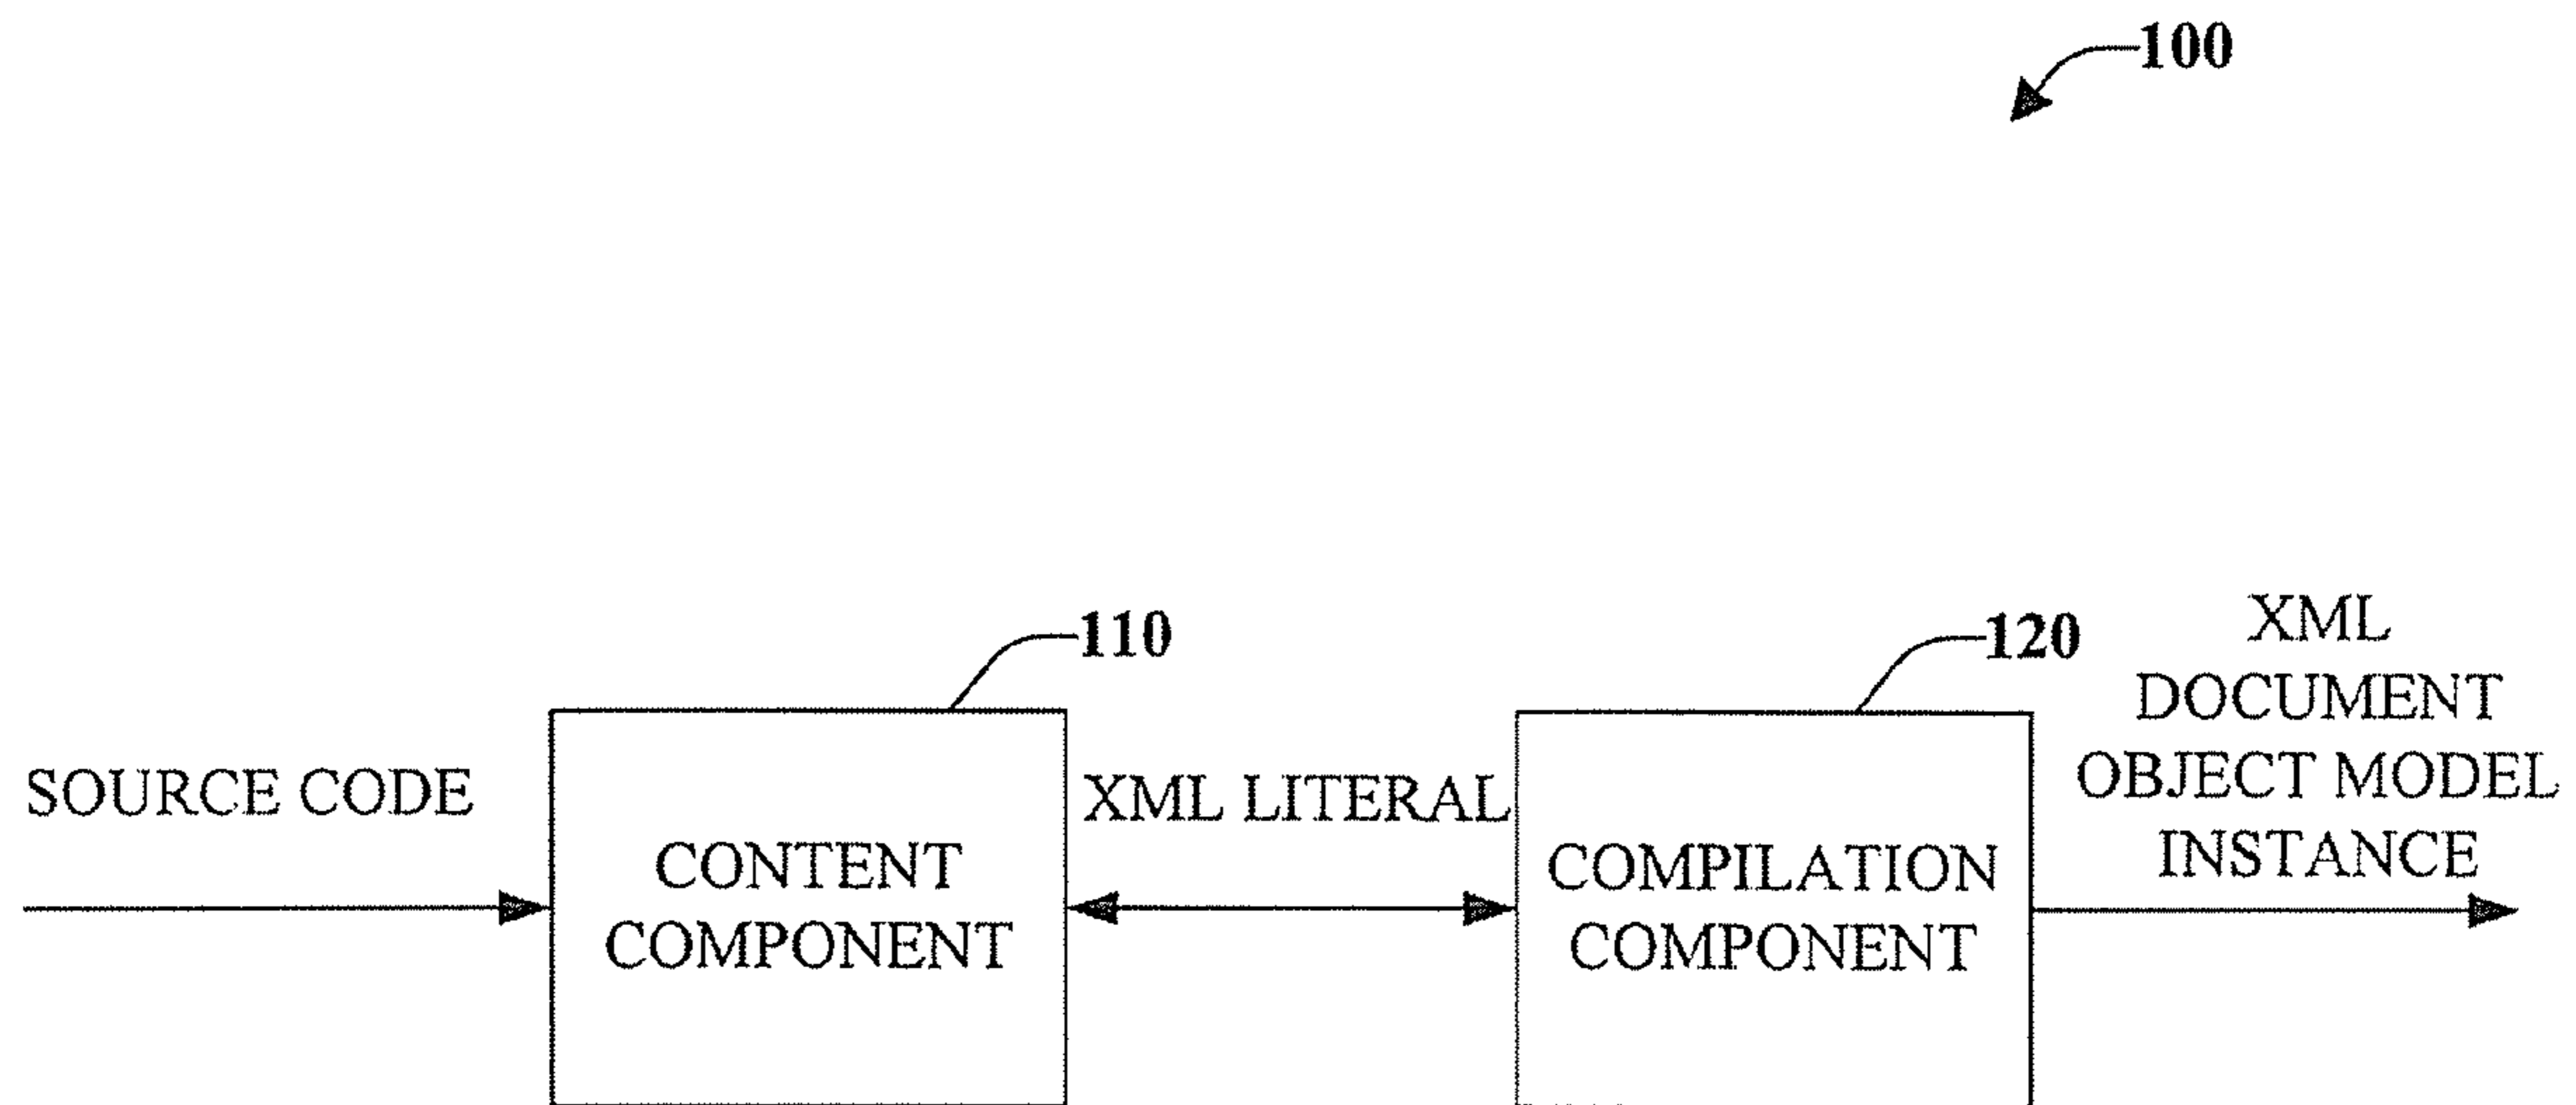 100
110
120
SOURCE CODE
CONTENT
COMPONENT
XML LITERAL
COMPILATION
COMPONENT
XML
DOCUMENT
OBJECT MODEL
INSTANCE